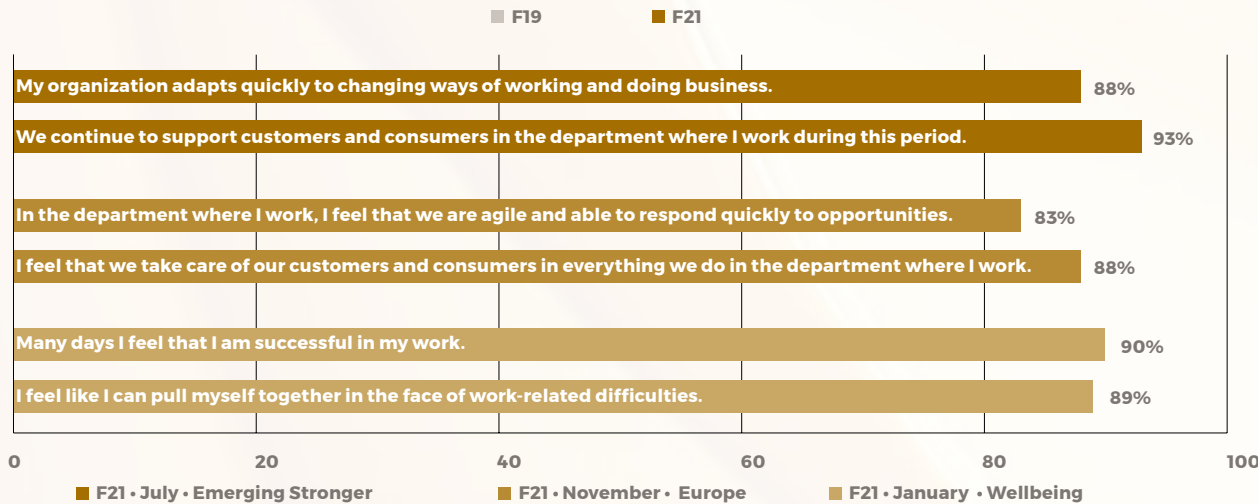 F19 F21
My organization adapts quickly to changing ways of working and doing business. 88%
We continue to support customers and consumers in the department where I work during this period. 93%
In the department where I work, I feel that we are agile and able to respond quickly to opportunities. 83%
I feel that we take care of our customers and consumers in everything we do in the department where I work. 88%
Many days I feel that I am successful in my work. 90%
I feel like I can pull myself together in the face of work-related difficulties. 89%
0 20 40 60 80 100
F21 • July • Emerging Stronger F21 • November • Europe F21 • January • Wellbeing